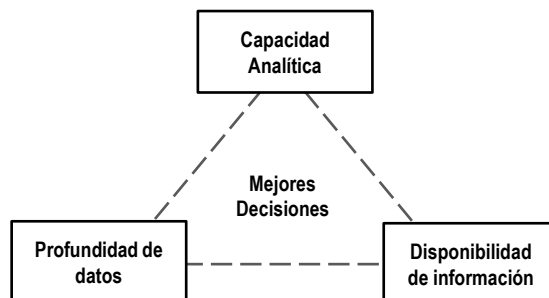 Capacidad
Analítica
Mejores
Decisiones
Profundidad de
datos
Disponibilidad
de información